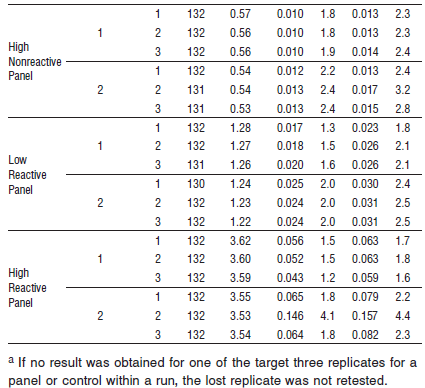 1 132 0.57 0.010 1.8 0.013 2.3
High Nonreactive Panel 1 2 132 0.56 0.010 1.8 0.013 2.3
3 132 0.56 0.010 1.9 0.014 2.4
1 132 0.54 0.012 2.2 0.013 2.4
2 2 131 0.54 0.013 2.4 0.017 3.2
3 131 0.53 0.013 2.4 0.015 2.8
1 132 1.28 0.017 1.3 0.023 1.8
Low Reactive Panel 1 2 132 1.27 0.018 1.5 0.026 2.1
3 131 1.26 0.020 1.6 0.026 2.1
1 130 1.24 0.025 2.0 0.030 2.4
2 2 132 1.23 0.024 2.0 0.031 2.5
3 132 1.22 0.024 2.0 0.031 2.5
1 132 3.62 0.056 1.5 0.063 1.7
High Reactive Panel 1 2 132 3.60 0.052 1.5 0.063 1.8
3 132 3.59 0.043 1.2 0.059 1.6
1 132 3.55 0.065 1.8 0.079 2.2
2 2 132 3.53 0.146 4.1 0.157 4.4
3 132 3.54 0.064 1.8 0.082 2.3
a If no result was obtained for one of the target three replicates for a
panel or control within a run, the lost replicate was not retested.